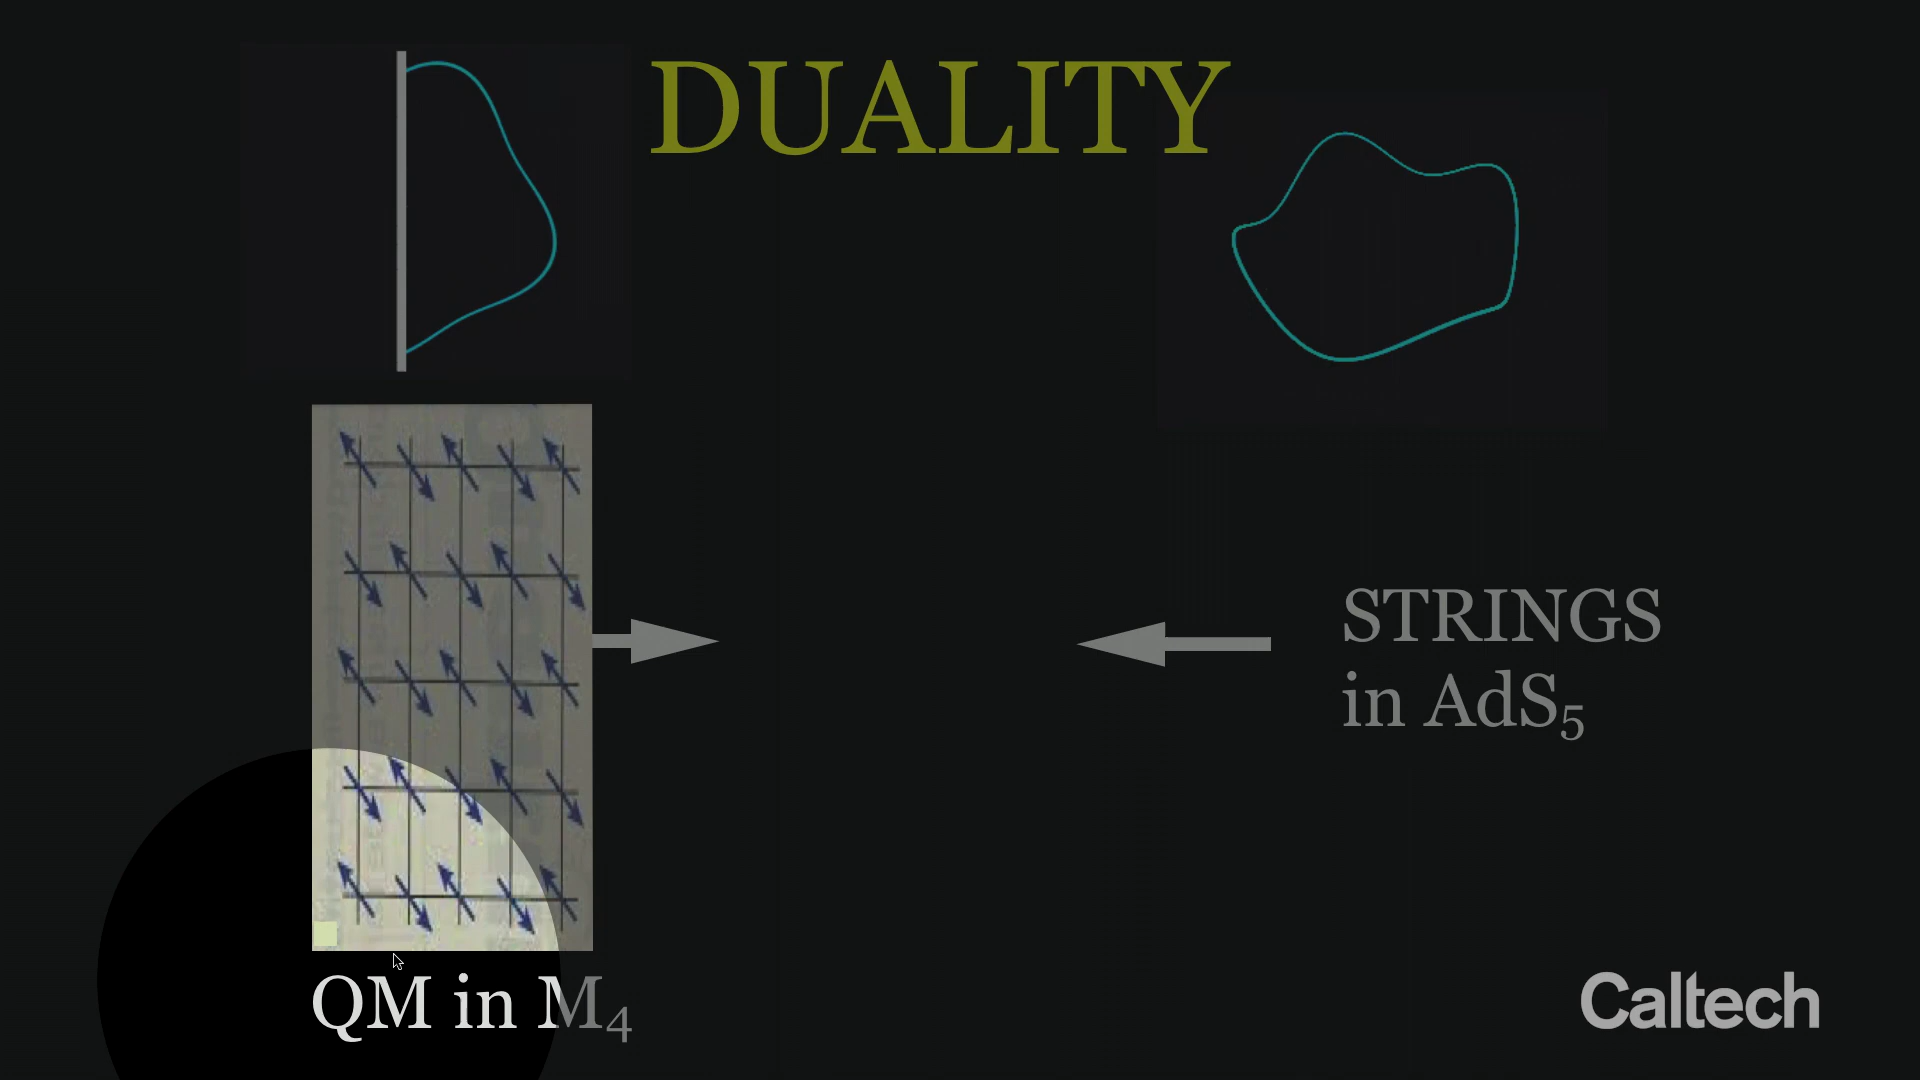 DUALITY
STRINGS
in AdS₅
QM in M₄
Caltech